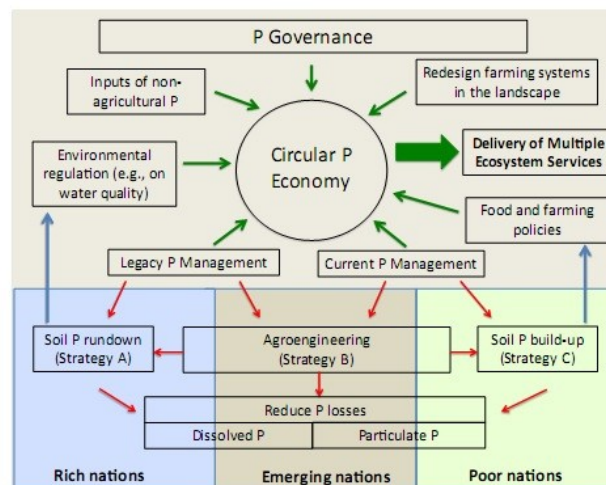 P Governance
Inputs of non-
agricultural P
Redesign farming systems
in the landscape
Environmental
regulation (e.g., on
water quality)
Circular P
Economy
Delivery of Multiple
Ecosystem Services
Food and farming
policies
Legacy P Management
Current P Management
Soil P rundown
(Strategy A)
Agroengineering
(Strategy B)
Soil P build-up
(Strategy C)
Reduce P losses
Dissolved P
Particulate P
Rich nations
Emerging nations
Poor nations